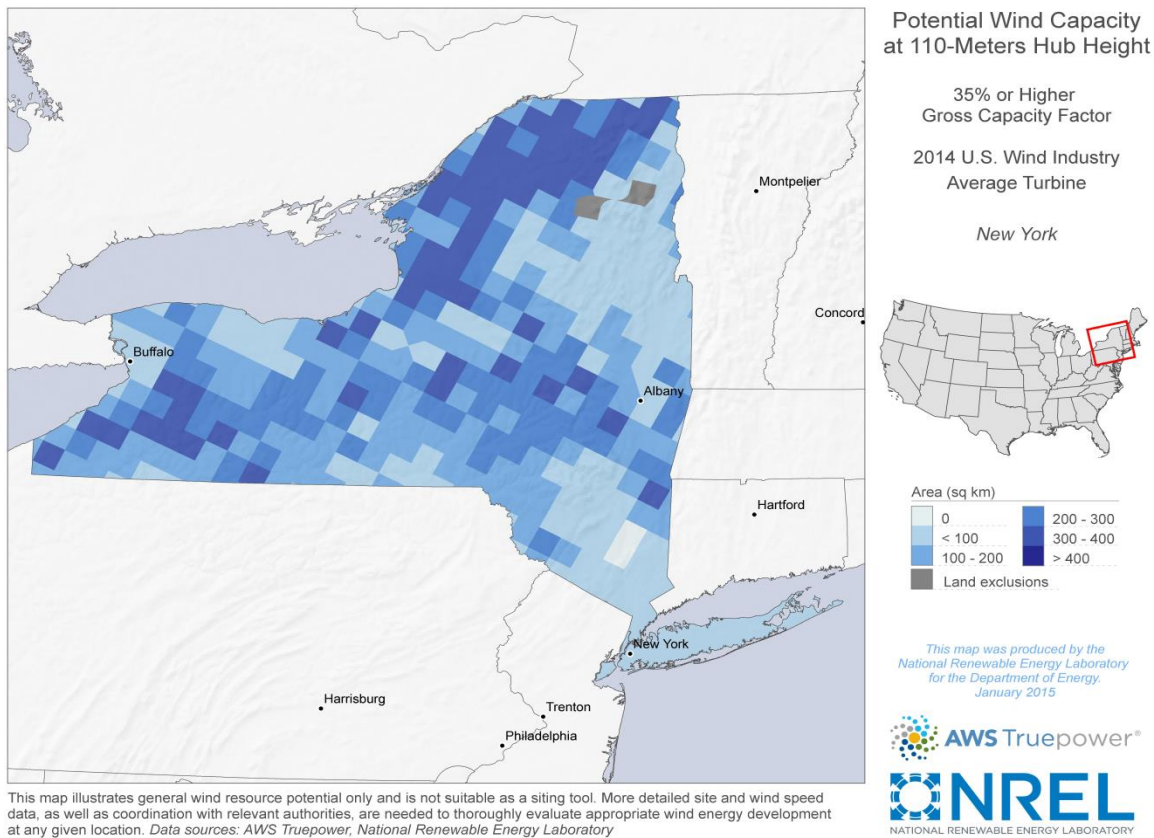 Potential Wind Capacity
at 110-Meters Hub Height
35% or Higher
Gross Capacity Factor
2014 U.S. Wind Industry
Average Turbine
New York
Montpelier
Concord
Buffalo
Albany
Hartford
New York
Harrisburg
Trenton
Philadelphia
Area (sq km)
0
< 100
100 - 200
200 - 300
300 - 400
> 400
Land exclusions
This map was produced by the
National Renewable Energy Laboratory
for the Department of Energy.
January 2015
AWS Truepower®
NREL
NATIONAL RENEWABLE ENERGY LABORATORY
This map illustrates general wind resource potential only and is not suitable as a siting tool. More detailed site and wind speed
data, as well as coordination with relevant authorities, are needed to thoroughly evaluate appropriate wind energy development
at any given location. Data sources: AWS Truepower, National Renewable Energy Laboratory